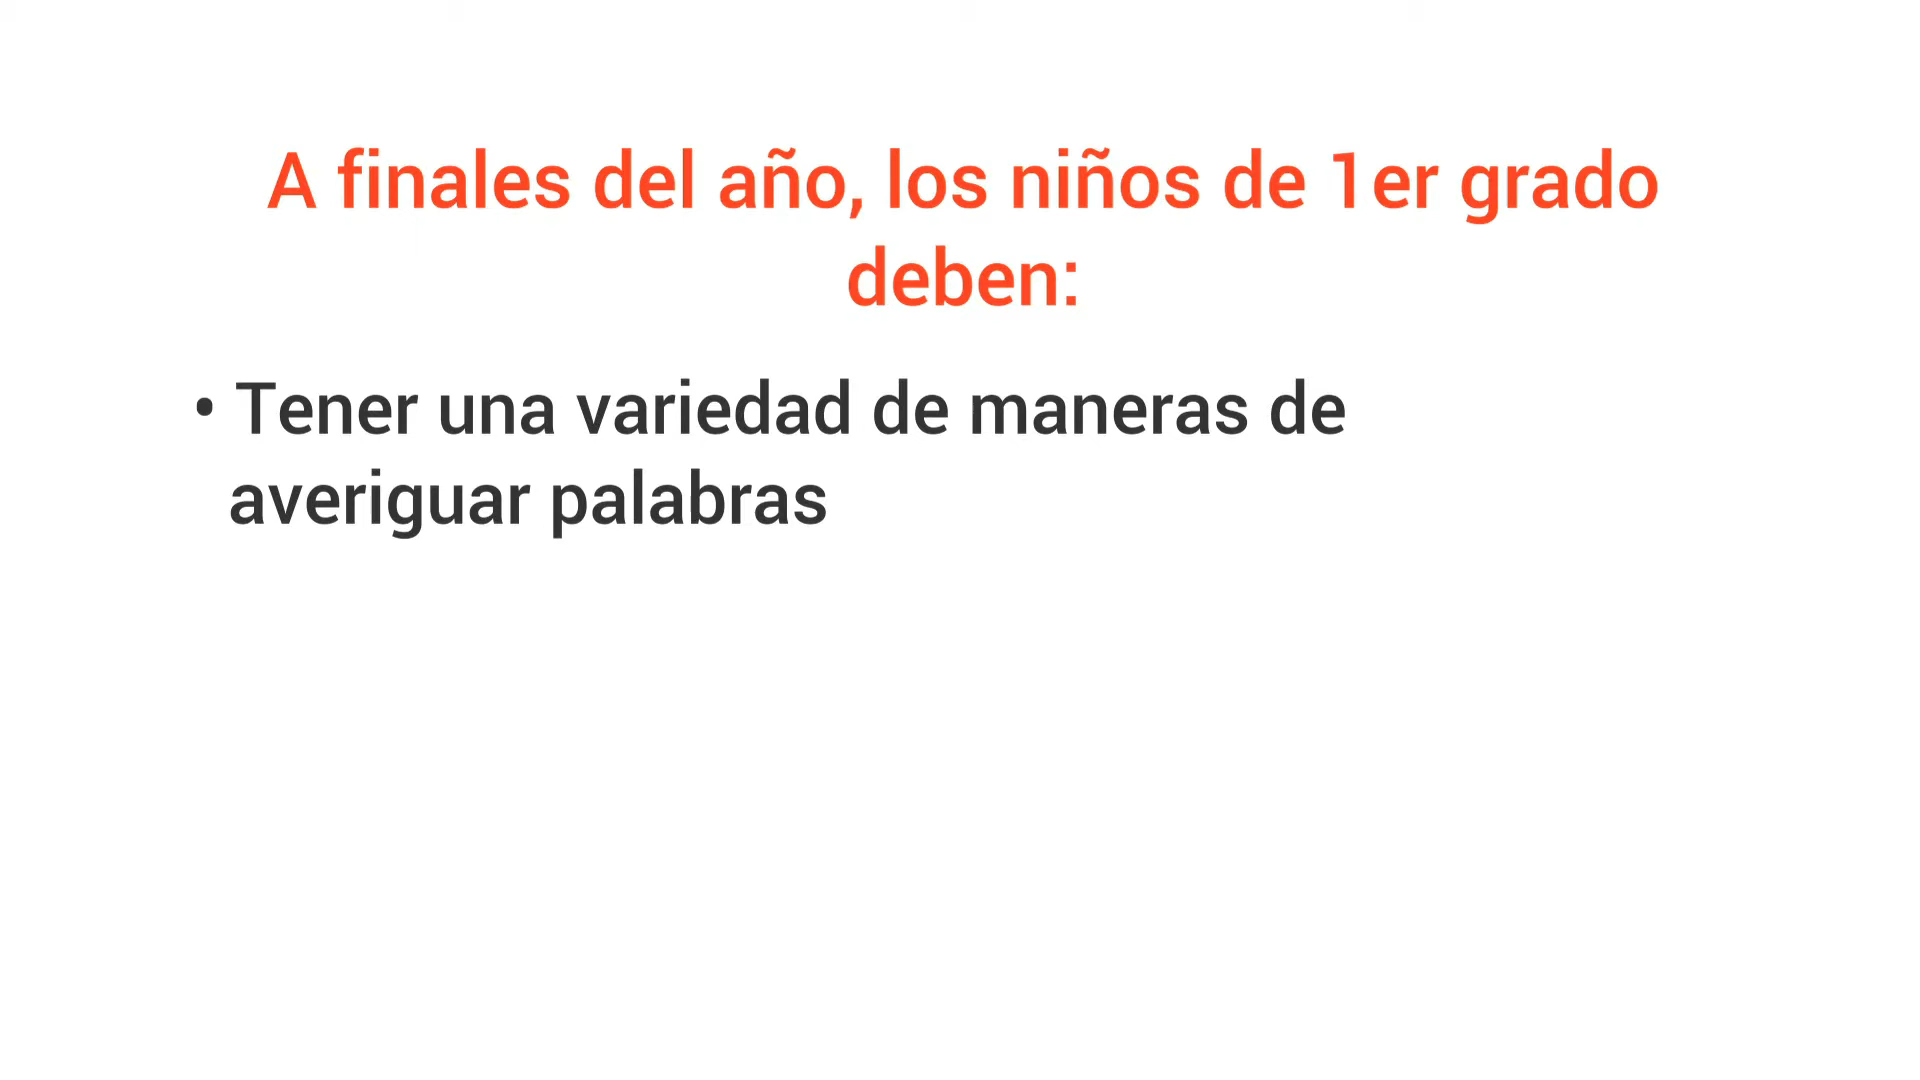 A finales del año, los niños de 1er grado
deben:
• Tener una variedad de maneras de
averiguar palabras